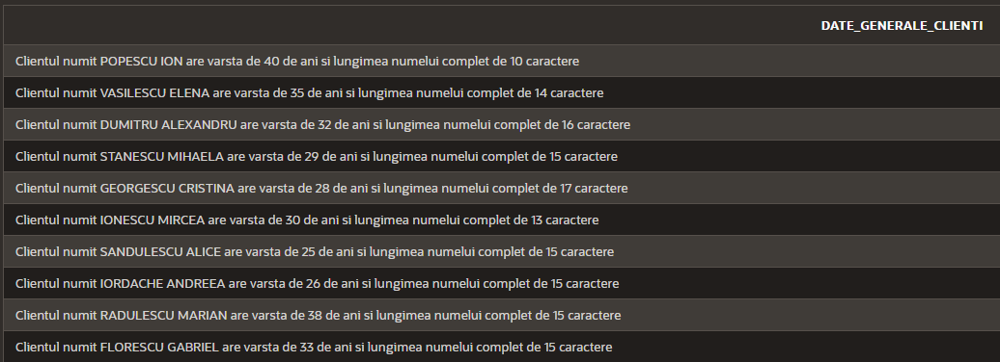 DATE_GENERALE_CLIENTI
Clientul numit POPESCU ION are varsta de 40 de ani si lungimea numelui complet de 10 caractere
Clientul numit VASILESCU ELENA are varsta de 35 de ani si lungimea numelui complet de 14 caractere
Clientul numit DUMITRU ALEXANDRU are varsta de 32 de ani si lungimea numelui complet de 16 caractere
Clientul numit STANESCU MIHAELA are varsta de 29 de ani si lungimea numelui complet de 15 caractere
Clientul numit GEORGESCU CRISTINA are varsta de 28 de ani si lungimea numelui complet de 17 caractere
Clientul numit IONESCU MIRCEA are varsta de 30 de ani si lungimea numelui complet de 13 caractere
Clientul numit SANDULESCU ALICE are varsta de 25 de ani si lungimea numelui complet de 15 caractere
Clientul numit IORDACHE ANDREEA are varsta de 26 de ani si lungimea numelui complet de 15 caractere
Clientul numit RADULESCU MARIAN are varsta de 38 de ani si lungimea numelui complet de 15 caractere
Clientul numit FLORESCU GABRIEL are varsta de 33 de ani si lungimea numelui complet de 15 caractere